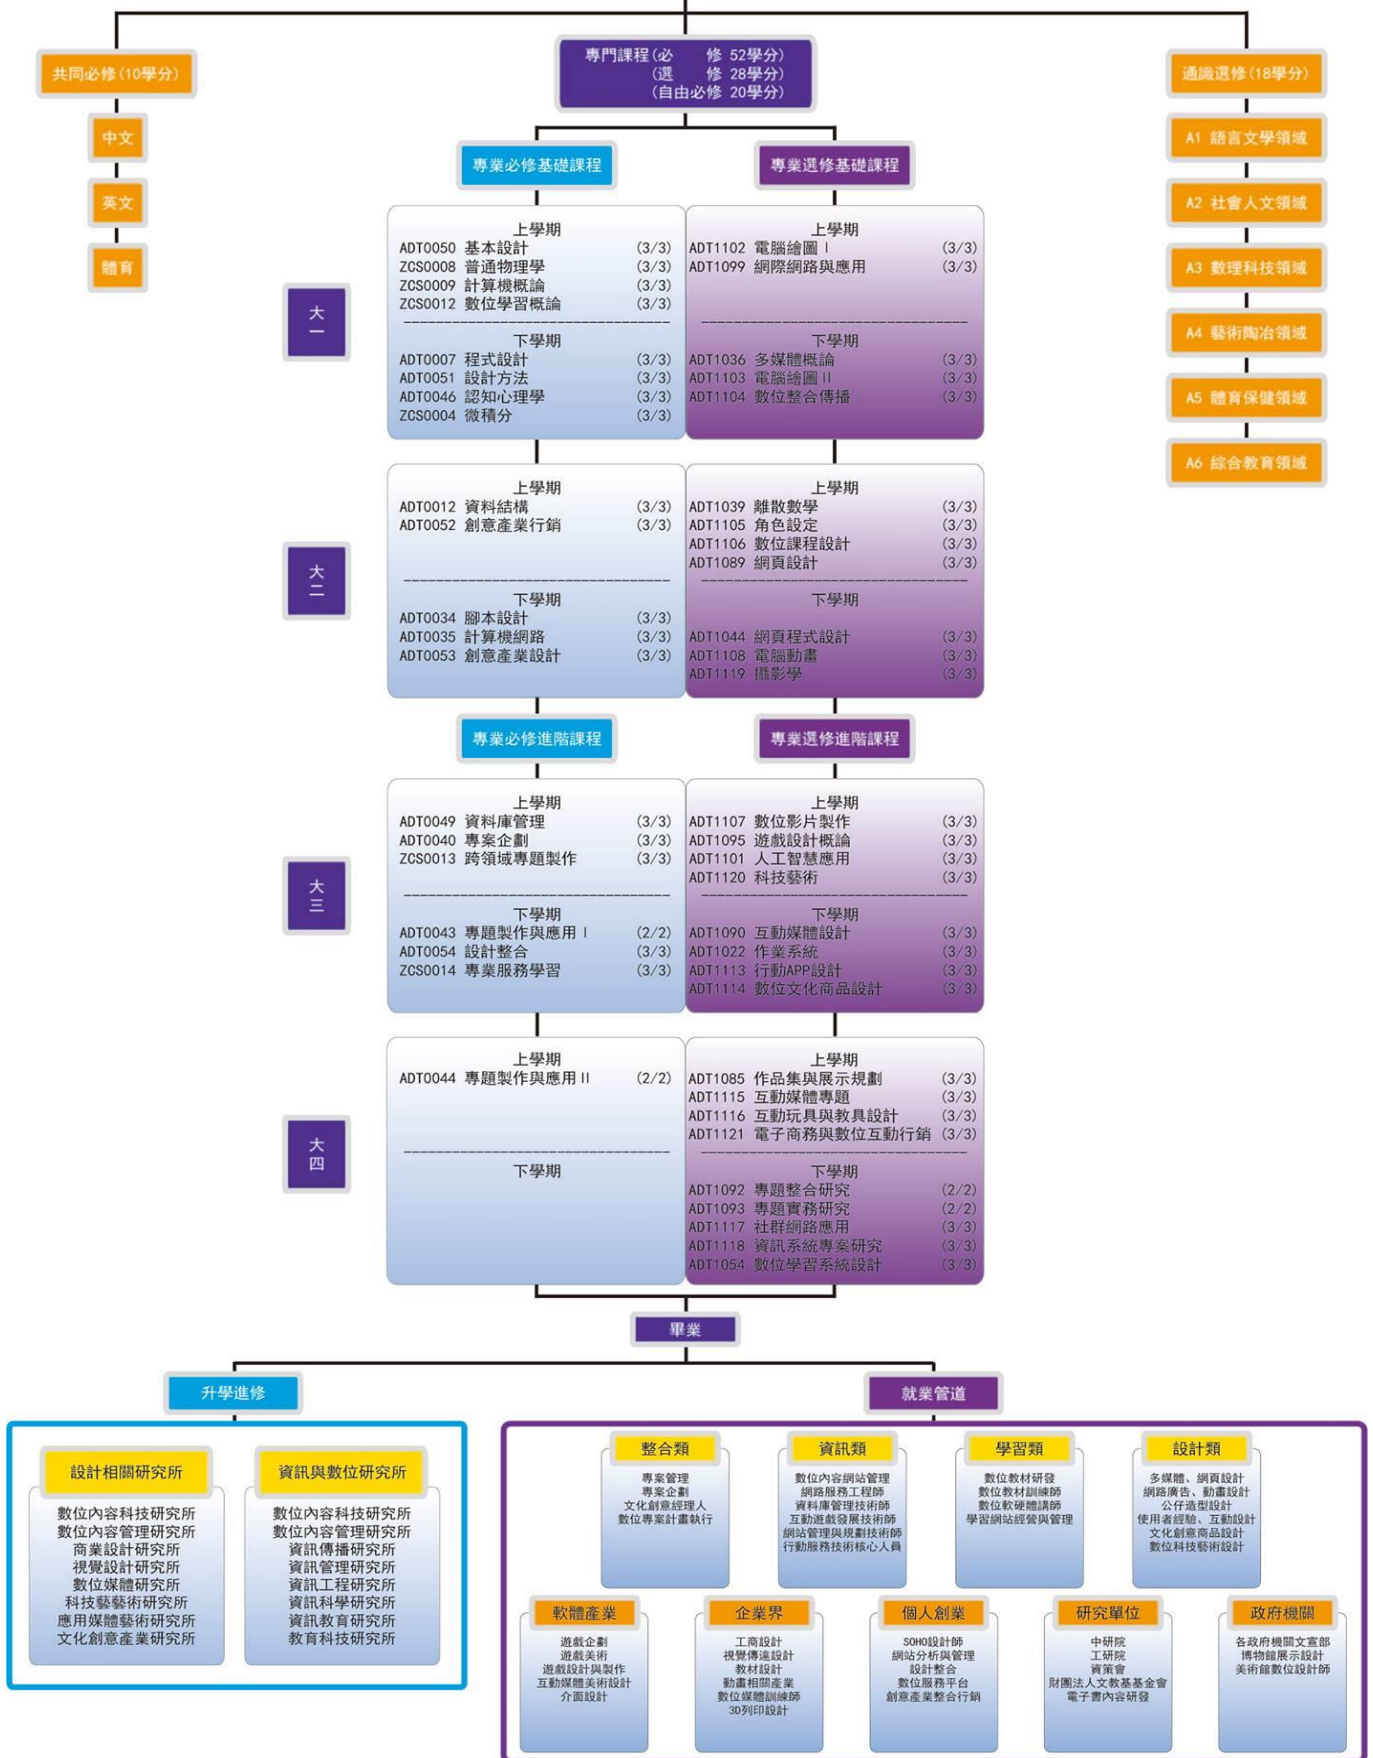 共同必修(10學分)
中文
英文
體育
專門課程(必 修 52學分)
(選 修 28學分)
(自由必修 20學分)
通識選修(18學分)
A1 語言文學領域
A2 社會人文領域
A3 數理科技領域
A4 藝術陶冶領域
A5 體育保健領域
A6 綜合教育領域
專業必修基礎課程
專業選修基礎課程
大一
上學期
ADT0050 基本設計 (3/3)
ZCS0008 普通物理學 (3/3)
ZCS0009 計算機概論 (3/3)
ZCS0012 數位學習概論 (3/3)
下學期
ADT0007 程式設計 (3/3)
ADT0051 設計方法 (3/3)
ADT0046 認知心理學 (3/3)
ZCS0004 微積分 (3/3)
上學期
ADT1102 電腦繪圖Ⅰ (3/3)
ADT1099 網際網路與應用 (3/3)
下學期
ADT1036 多媒體概論 (3/3)
ADT1103 電腦繪圖Ⅱ (3/3)
ADT1104 數位整合傳播 (3/3)
大二
上學期
ADT0012 資料結構 (3/3)
ADT0052 創意產業行銷 (3/3)
下學期
ADT0034 腳本設計 (3/3)
ADT0035 計算機網路 (3/3)
ADT0053 創意產業設計 (3/3)
上學期
ADT1039 離散數學 (3/3)
ADT1105 角色設定 (3/3)
ADT1106 數位課程設計 (3/3)
ADT1089 網頁設計 (3/3)
下學期
ADT1044 網頁程式設計 (3/3)
ADT1108 電腦動畫 (3/3)
ADT1119 攝影學 (3/3)
專業必修進階課程
專業選修進階課程
大三
上學期
ADT0049 資料庫管理 (3/3)
ADT0040 專案企劃 (3/3)
ZCS0013 跨領域專題製作 (3/3)
下學期
ADT0043 專題製作與應用Ⅰ (2/2)
ADT0054 設計整合 (3/3)
ZCS0014 專業服務學習 (3/3)
上學期
ADT1107 數位影片製作 (3/3)
ADT1095 遊戲設計概論 (3/3)
ADT1101 人工智慧應用 (3/3)
ADT1120 科技藝術 (3/3)
下學期
ADT1090 互動媒體設計 (3/3)
ADT1022 作業系統 (3/3)
ADT1113 行動APP設計 (3/3)
ADT1114 數位文化商品設計 (3/3)
大四
上學期
ADT0044 專題製作與應用Ⅱ (2/2)
下學期
上學期
ADT1085 作品集與展示規劃 (3/3)
ADT1115 互動媒體專題 (3/3)
ADT1116 互動玩具與教具設計 (3/3)
ADT1121 電子商務與數位互動行銷 (3/3)
下學期
ADT1092 專題整合研究 (2/2)
ADT1093 專題實務研究 (2/2)
ADT1117 社群網路應用 (3/3)
ADT1118 資訊系統專案研究 (3/3)
ADT1054 數位學習系統設計 (3/3)
畢業
升學進修
設計相關研究所
數位內容科技研究所
數位內容管理研究所
商業設計研究所
視覺設計研究所
數位媒體研究所
科技藝藝術研究所
應用媒體藝術研究所
文化創意產業研究所
資訊與數位研究所
數位內容科技研究所
數位內容管理研究所
資訊傳播研究所
資訊管理研究所
資訊工程研究所
資訊科學研究所
資訊教育研究所
教育科技研究所
就業管道
整合類
專案管理
專案企劃
文化創意經理人
數位專案計畫執行
資訊類
數位內容網站管理
網路服務工程師
資料庫管理技術師
互動遊戲發展技術師
網站管理與規劃技術師
行動服務技術核心人員
學習類
數位教材研發
數位教材訓練師
數位軟硬體講師
學習網站經營與管理
設計類
多媒體、網頁設計
網路廣告、動畫設計
公仔造型設計
使用者經驗、互動設計
文化創意商品設計
數位科技藝術設計
軟體產業
遊戲企劃
遊戲美術
遊戲設計與製作
互動媒體美術設計
介面設計
企業界
工商設計
視覺傳達設計
教材設計
動畫相關產業
數位媒體訓練師
3D列印設計
個人創業
SOHO設計師
網站分析與管理
設計整合
數位服務平台
創意產業整合行銷
研究單位
中研院
工研院
資策會
財團法人文教基基金會
電子書內容研發
政府機關
各政府機關文宣部
博物館展示設計
美術館數位設計師